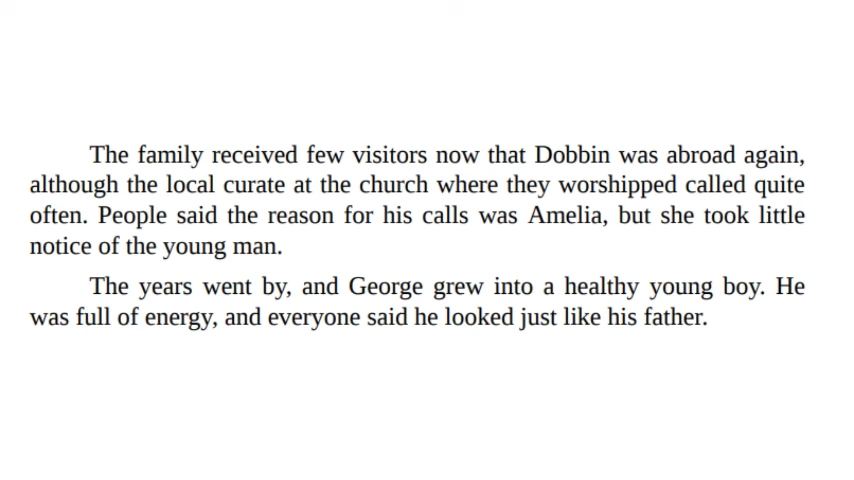 The family received few visitors now that Dobbin was abroad again,
although the local curate at the church where they worshipped called quite
often. People said the reason for his calls was Amelia, but she took little
notice of the young man.
The years went by, and George grew into a healthy young boy. He
was full of energy, and everyone said he looked just like his father.